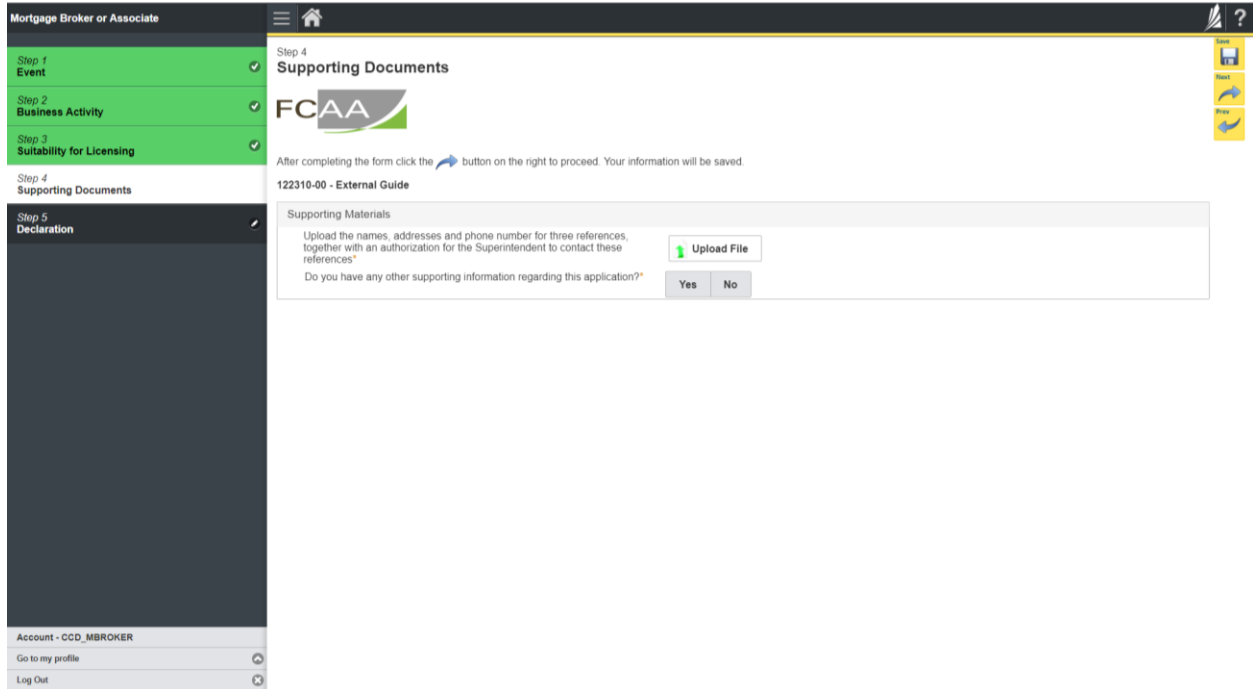 Mortgage Broker or Associate
?
Step 1
Event
Step 2
Business Activity
Step 3
Suitability for Licensing
Step 4
Supporting Documents
Step 5
Declaration
Step 4
Supporting Documents
FCAA
After completing the form click the button on the right to proceed. Your information will be saved.
122310-00 - External Guide
Supporting Materials
Upload the names, addresses and phone number for three references,
together with an authorization for the Superintendent to contact these
references*
Upload File
Do you have any other supporting information regarding this application?*
Yes No
Save
Next
Prev
Account - CCD_MBROKER
Go to my profile
Log Out